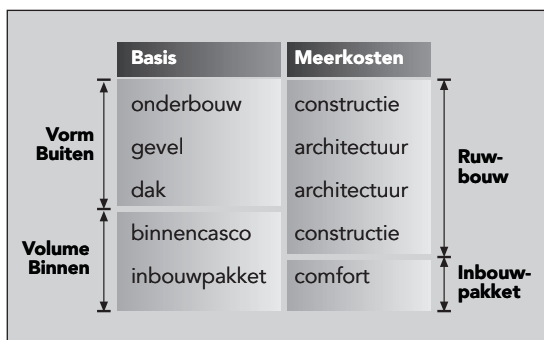 Basis Meerkosten
Vorm
Buiten
onderbouw constructie
gevel architectuur
dak architectuur
Ruw-
bouw
Volume
Binnen
binnencasco constructie
inbouwpakket comfort
Inbouw-
pakket